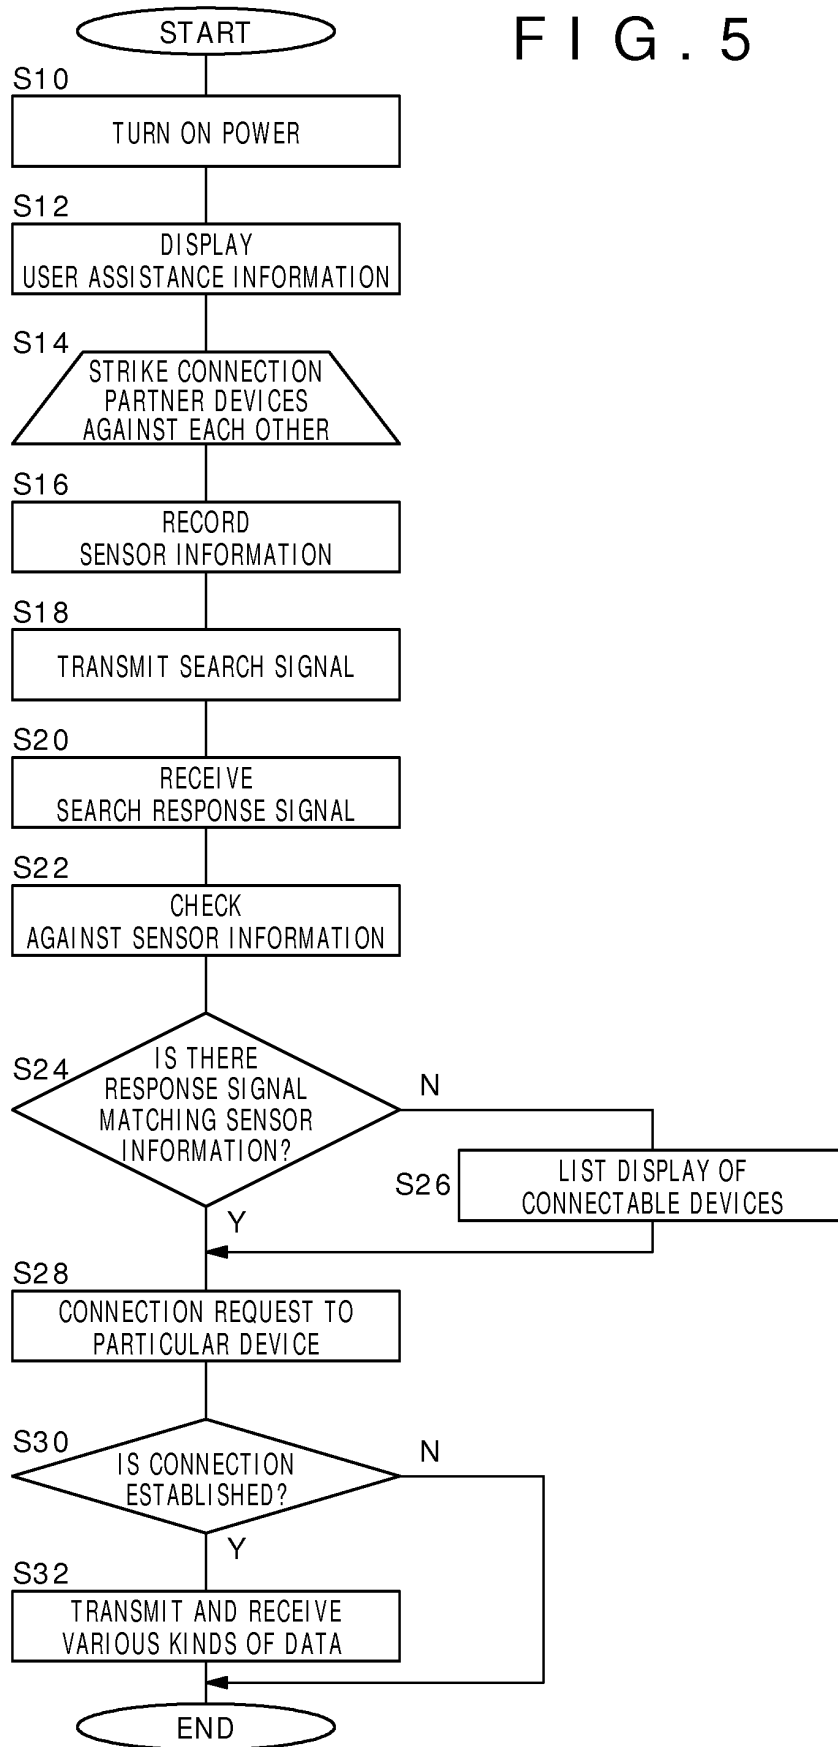 START
FIG.5
S10
TURN ON POWER
S12
DISPLAY
USER ASSISTANCE INFORMATION
S14
STRIKE CONNECTION
PARTNER DEVICES
AGAINST EACH OTHER
S16
RECORD
SENSOR INFORMATION
S18
TRANSMIT SEARCH SIGNAL
S20
RECEIVE
SEARCH RESPONSE SIGNAL
S22
CHECK
AGAINST SENSOR INFORMATION
S24
IS THERE
RESPONSE SIGNAL
MATCHING SENSOR
INFORMATION?
N
S26
LIST DISPLAY OF
CONNECTABLE DEVICES
Y
S28
CONNECTION REQUEST TO
PARTICULAR DEVICE
S30
IS CONNECTION
ESTABLISHED?
N
Y
S32
TRANSMIT AND RECEIVE
VARIOUS KINDS OF DATA
END